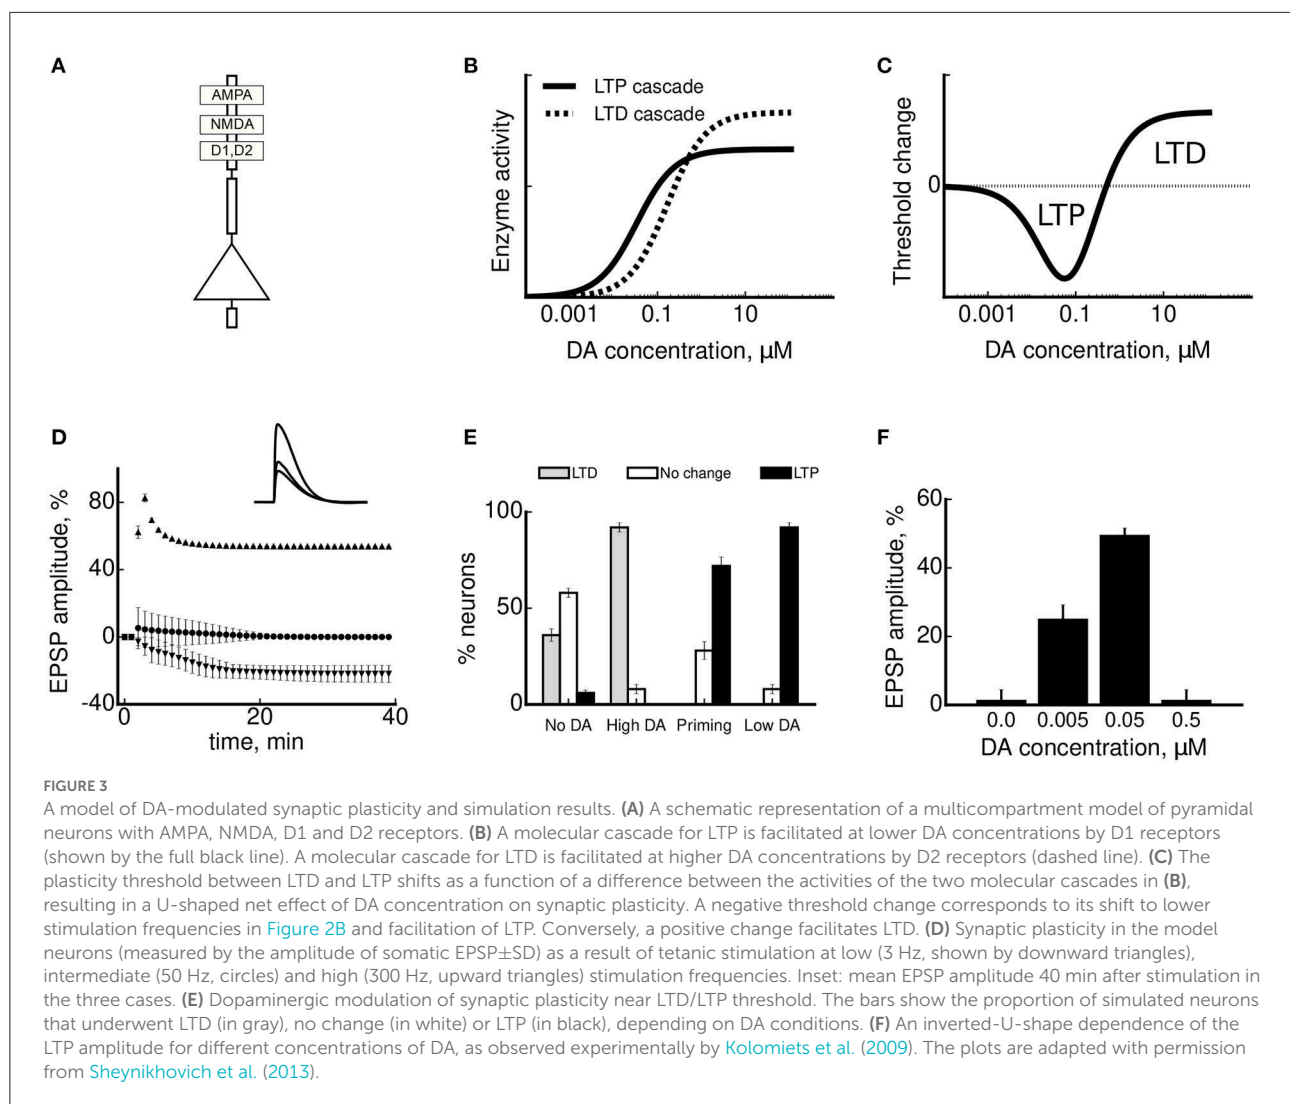 A
AMPA
NMDA
D1,D2
B
LTP cascade
LTD cascade
Enzyme activity
0.001 0.1 10
DA concentration, µM
C
Threshold change
0
LTP
LTD
0.001 0.1 10
DA concentration, µM
D
EPSP amplitude, %
80
40
0
-40
0 20 40
time, min
E
LTD No change LTP
% neurons
100
50
0
No DA High DA Priming Low DA
F
EPSP amplitude, %
60
40
20
0
0.0 0.005 0.05 0.5
DA concentration, µM
FIGURE 3
A model of DA-modulated synaptic plasticity and simulation results. (A) A schematic representation of a multicompartment model of pyramidal
neurons with AMPA, NMDA, D1 and D2 receptors. (B) A molecular cascade for LTP is facilitated at lower DA concentrations by D1 receptors
(shown by the full black line). A molecular cascade for LTD is facilitated at higher DA concentrations by D2 receptors (dashed line). (C) The
plasticity threshold between LTD and LTP shifts as a function of a difference between the activities of the two molecular cascades in (B),
resulting in a U-shaped net effect of DA concentration on synaptic plasticity. A negative threshold change corresponds to its shift to lower
stimulation frequencies in Figure 2B and facilitation of LTP. Conversely, a positive change facilitates LTD. (D) Synaptic plasticity in the model
neurons (measured by the amplitude of somatic EPSP±SD) as a result of tetanic stimulation at low (3 Hz, shown by downward triangles),
intermediate (50 Hz, circles) and high (300 Hz, upward triangles) stimulation frequencies. Inset: mean EPSP amplitude 40 min after stimulation in
the three cases. (E) Dopaminergic modulation of synaptic plasticity near LTD/LTP threshold. The bars show the proportion of simulated neurons
that underwent LTD (in gray), no change (in white) or LTP (in black), depending on DA conditions. (F) An inverted-U-shape dependence of the
LTP amplitude for different concentrations of DA, as observed experimentally by Kolomiets et al. (2009). The plots are adapted with permission
from Sheynikhovich et al. (2013).